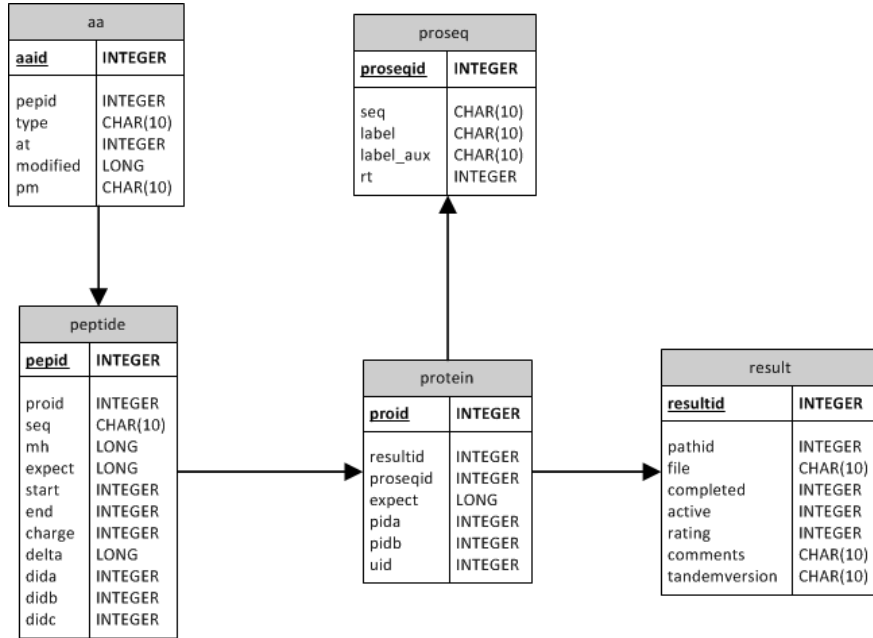 aa
aaid INTEGER
pepid INTEGER
type CHAR(10)
at INTEGER
modified LONG
pm CHAR(10)
proseq
proseqid INTEGER
seq CHAR(10)
label CHAR(10)
label_aux CHAR(10)
rt INTEGER
peptide
pepid INTEGER
proid INTEGER
seq CHAR(10)
mh LONG
expect LONG
start INTEGER
end INTEGER
charge INTEGER
delta LONG
dida INTEGER
didb INTEGER
didc INTEGER
protein
proid INTEGER
resultid INTEGER
proseqid INTEGER
expect LONG
pida INTEGER
pidb INTEGER
uid INTEGER
result
resultid INTEGER
pathid INTEGER
file CHAR(10)
completed INTEGER
active INTEGER
rating INTEGER
comments CHAR(10)
tandemversion CHAR(10)